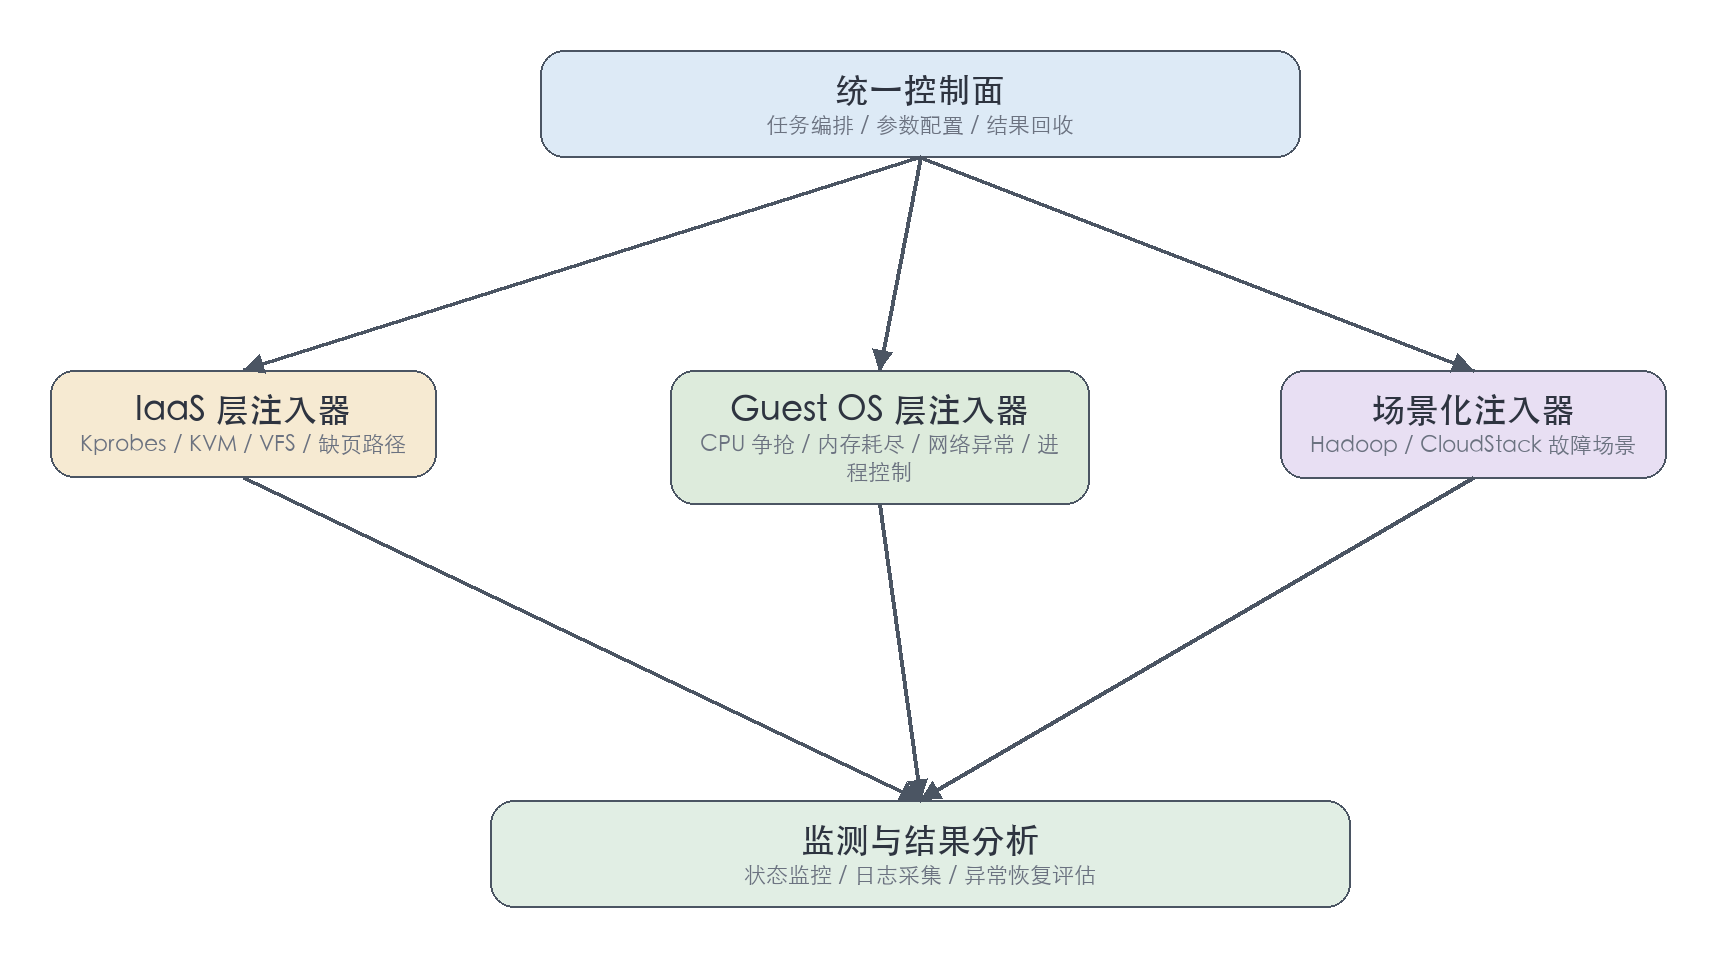 统一控制面
任务编排 / 参数配置 / 结果回收
IaaS 层注入器
Kprobes / KVM / VFS / 缺页路径
Guest OS 层注入器
CPU 争抢 / 内存耗尽 / 网络异常 / 进
程控制
场景化注入器
Hadoop / CloudStack 故障场景
监测与结果分析
状态监控 / 日志采集 / 异常恢复评估